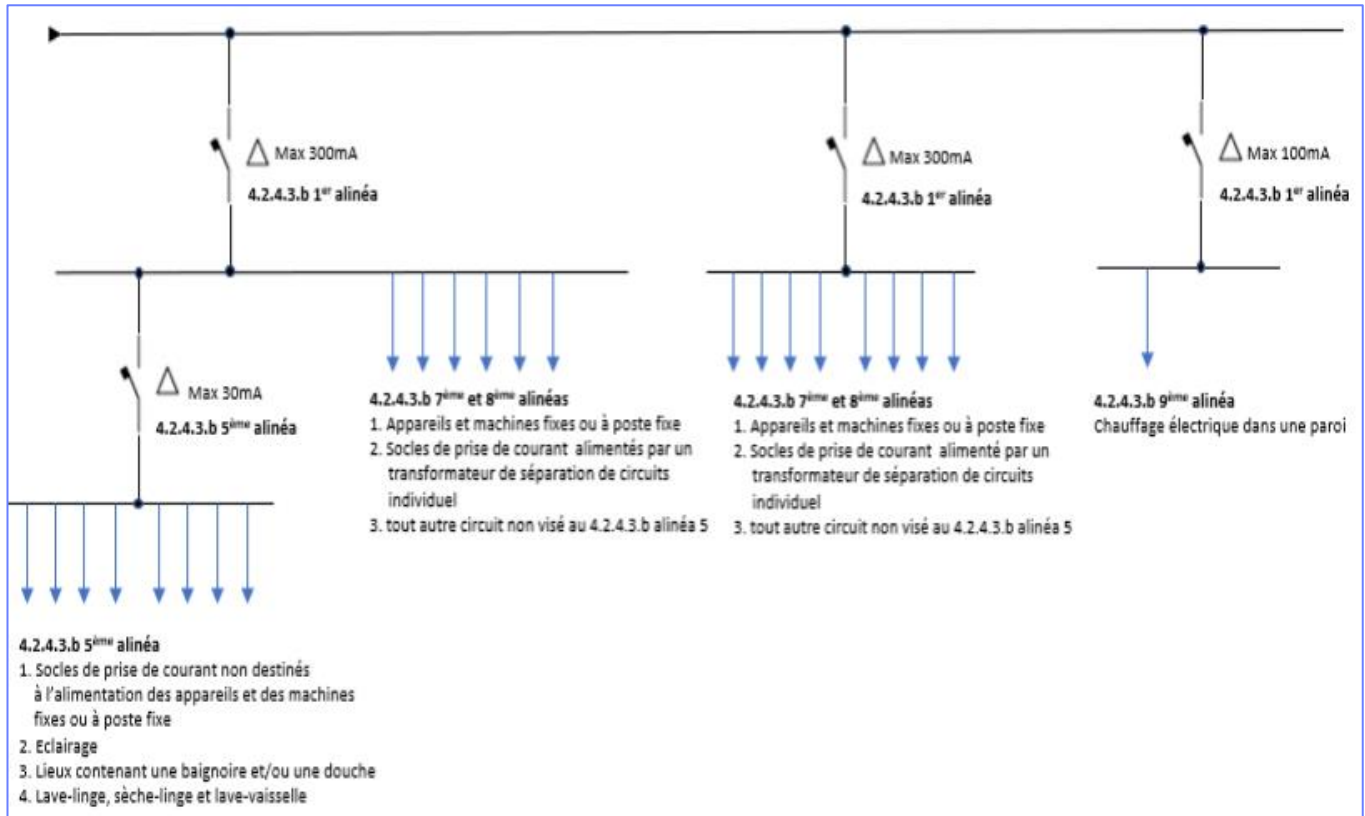 Max 300mA
4.2.4.3.b 1er alinéa
Max 300mA
4.2.4.3.b 1er alinéa
Max 100mA
4.2.4.3.b 1er alinéa
Max 30mA
4.2.4.3.b 5ème alinéa
4.2.4.3.b 7ème et 8ème alinéas
1. Appareils et machines fixes ou à poste fixe
2. Socles de prise de courant alimentés par un
transformateur de séparation de circuits
individuel
3. tout autre circuit non visé au 4.2.4.3.b alinéa 5
4.2.4.3.b 7ème et 8ème alinéas
1. Appareils et machines fixes ou à poste fixe
2. Socles de prise de courant alimenté par un
transformateur de séparation de circuits
individuel
3. tout autre circuit non visé au 4.2.4.3.b alinéa 5
4.2.4.3.b 9ème alinéa
Chauffage électrique dans une paroi
4.2.4.3.b 5ème alinéa
1. Socles de prise de courant non destinés
à l'alimentation des appareils et des machines
fixes ou à poste fixe
2. Eclairage
3. Lieux contenant une baignoire et/ou une douche
4. Lave-linge, sèche-linge et lave-vaisselle